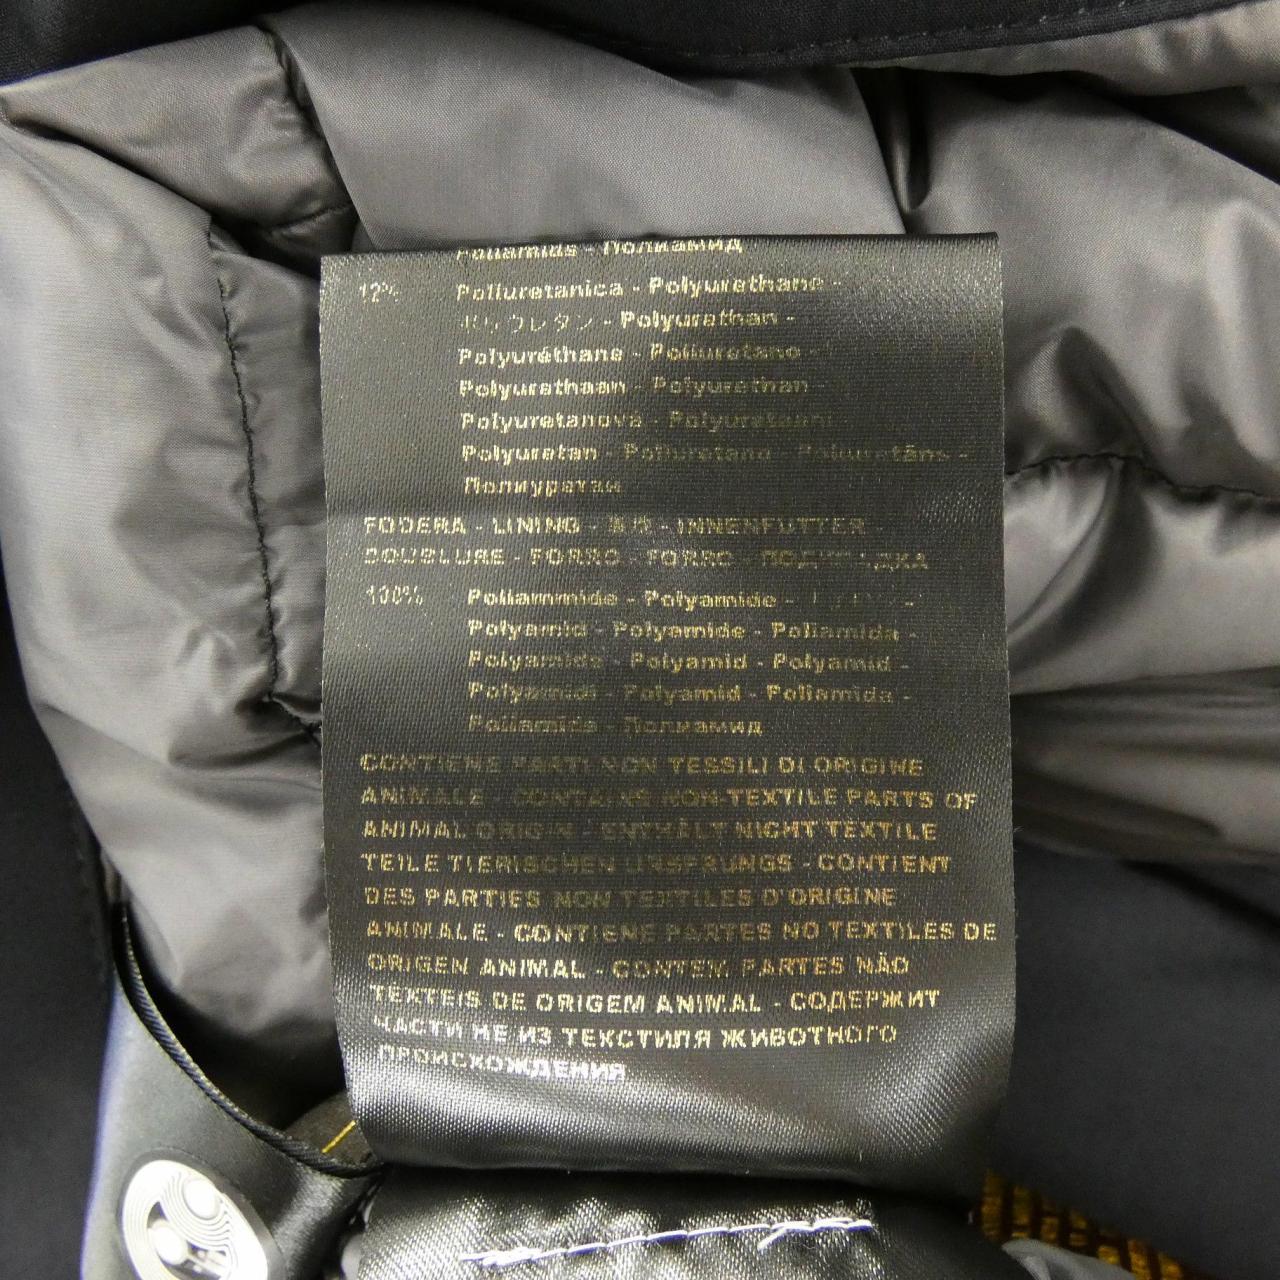 Poliamida - Полиамид
12% Poliuretanica - Polyurethane -
ポリウレタン - Polyurethan -
Polyuréthane - Poliuretano -
Polyurethaan - Polyurethan -
Polyuretanová - Polyuretaani -
Polyuretan - Poliuretano - Poliuretāns -
Полиуретан
FODERA - LINING - 裏地 - INNENFUTTER
DOUBLURE - FORRO - FORRO - ПОДКЛАДКА
100% Poliammide - Polyamide -
Polyamid - Polyamide - Poliamida -
Polyamide - Polyamid - Polyamid -
Polyamidi - Polyamid - Poliamida -
Poliamīds - Полиамид
CONTIENE PARTI NON TESSILI DI ORIGINE
ANIMALE - CONTAINS NON-TEXTILE PARTS OF
ANIMAL ORIGIN - ENTHÄLT NICHT TEXTILE
TEILE TIERISCHEN URSPRUNGS - CONTIENT
DES PARTIES NON TEXTILES D'ORIGINE
ANIMALE - CONTIENE PARTES NO TEXTILES DE
ORIGEN ANIMAL - CONTEM PARTES NÃO
TEXTEIS DE ORIGEM ANIMAL - СОДЕРЖИТ
ЧАСТИ НЕ ИЗ ТЕКСТИЛЯ ЖИВОТНОГО
ПРОИСХОЖДЕНИЯ